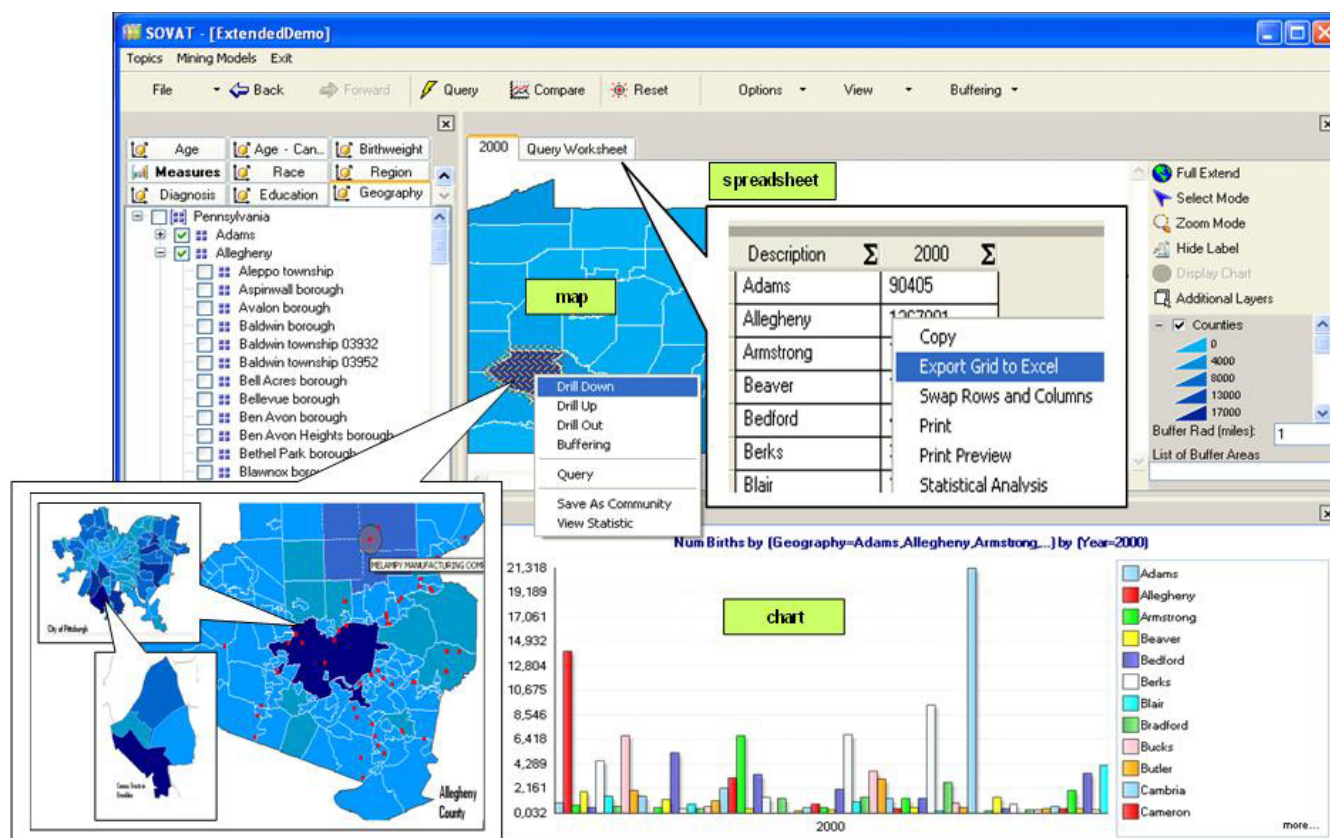 SOVAT - [ExtendedDemo]
Topics Mining Models Exit
File Back Forward Query Compare Reset Options View Buffering
Age Age - Can.. Birthweight
Measures Race Region
Diagnosis Education Geography
Pennsylvania
Adams
Allegheny
Aleppo township
Aspinwall borough
Avalon borough
Baldwin borough
Baldwin township 03932
Baldwin township 03952
Bell Acres borough
Bellevue borough
Ben Avon borough
Ben Avon Heights borough
Bethel Park borough
Blawnox
2000 Query Worksheet
spreadsheet
map
Drill Down
Drill Up
Drill Out
Buffering
Query
Save As Community
View Statistic
Description Σ 2000 Σ
Adams 90405
Allegheny
Armstrong
Beaver
Bedford
Berks
Blair
Copy
Export Grid to Excel
Swap Rows and Columns
Print
Print Preview
Statistical Analysis
Full Extend
Select Mode
Zoom Mode
Hide Label
Display Chart
Additional Layers
Counties
0
4000
8000
13000
17000
Buffer Rad (miles): 1
List of Buffer Areas
City of Pittsburgh
MELAMPY MANUFACTURING COM
Allegheny
County
Num Births by (Geography=Adams,Allegheny,Armstrong,...) by (Year=2000)
chart
21,318
19,189
17,061
14,932
12,804
10,675
8,546
6,418
4,289
2,161
0,032
2000
Adams
Allegheny
Armstrong
Beaver
Bedford
Berks
Blair
Bradford
Bucks
Butler
Cambria
Cameron
more...